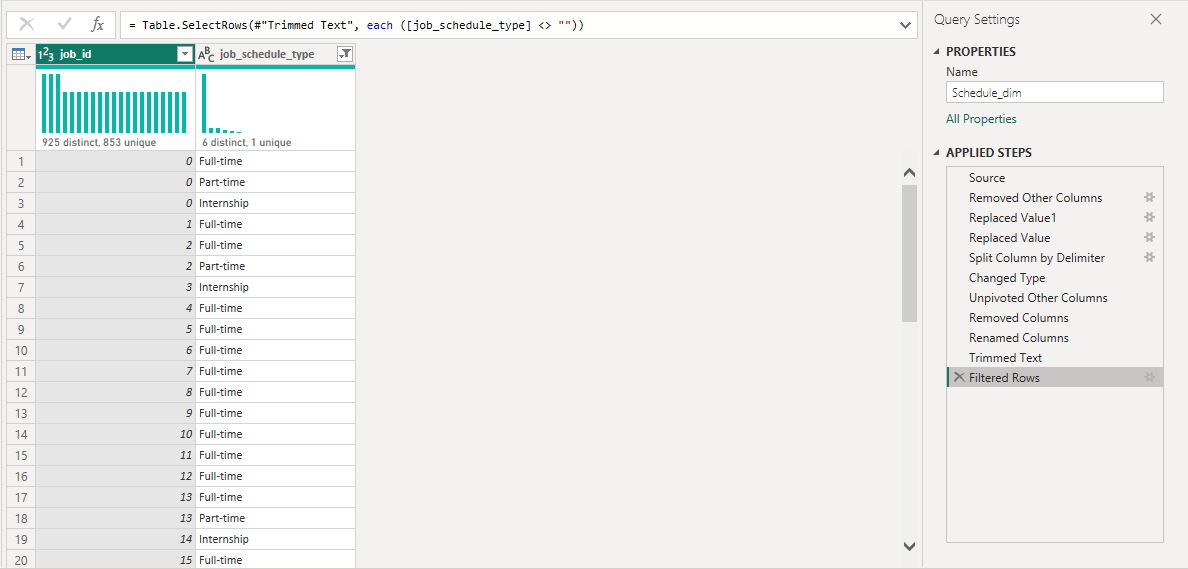 = Table.SelectRows(#"Trimmed Text", each ([job_schedule_type] <> ""))
job_id job_schedule_type
925 distinct, 853 unique 6 distinct, 1 unique
1 0 Full-time
2 0 Part-time
3 0 Internship
4 1 Full-time
5 2 Full-time
6 2 Part-time
7 3 Internship
8 4 Full-time
9 5 Full-time
10 6 Full-time
11 7 Full-time
12 8 Full-time
13 9 Full-time
14 10 Full-time
15 11 Full-time
16 12 Full-time
17 13 Full-time
18 13 Part-time
19 14 Internship
20 15 Full-time
Query Settings
PROPERTIES
Name
Schedule_dim
All Properties
APPLIED STEPS
Source
Removed Other Columns
Replaced Value1
Replaced Value
Split Column by Delimiter
Changed Type
Unpivoted Other Columns
Removed Columns
Renamed Columns
Trimmed Text
Filtered Rows